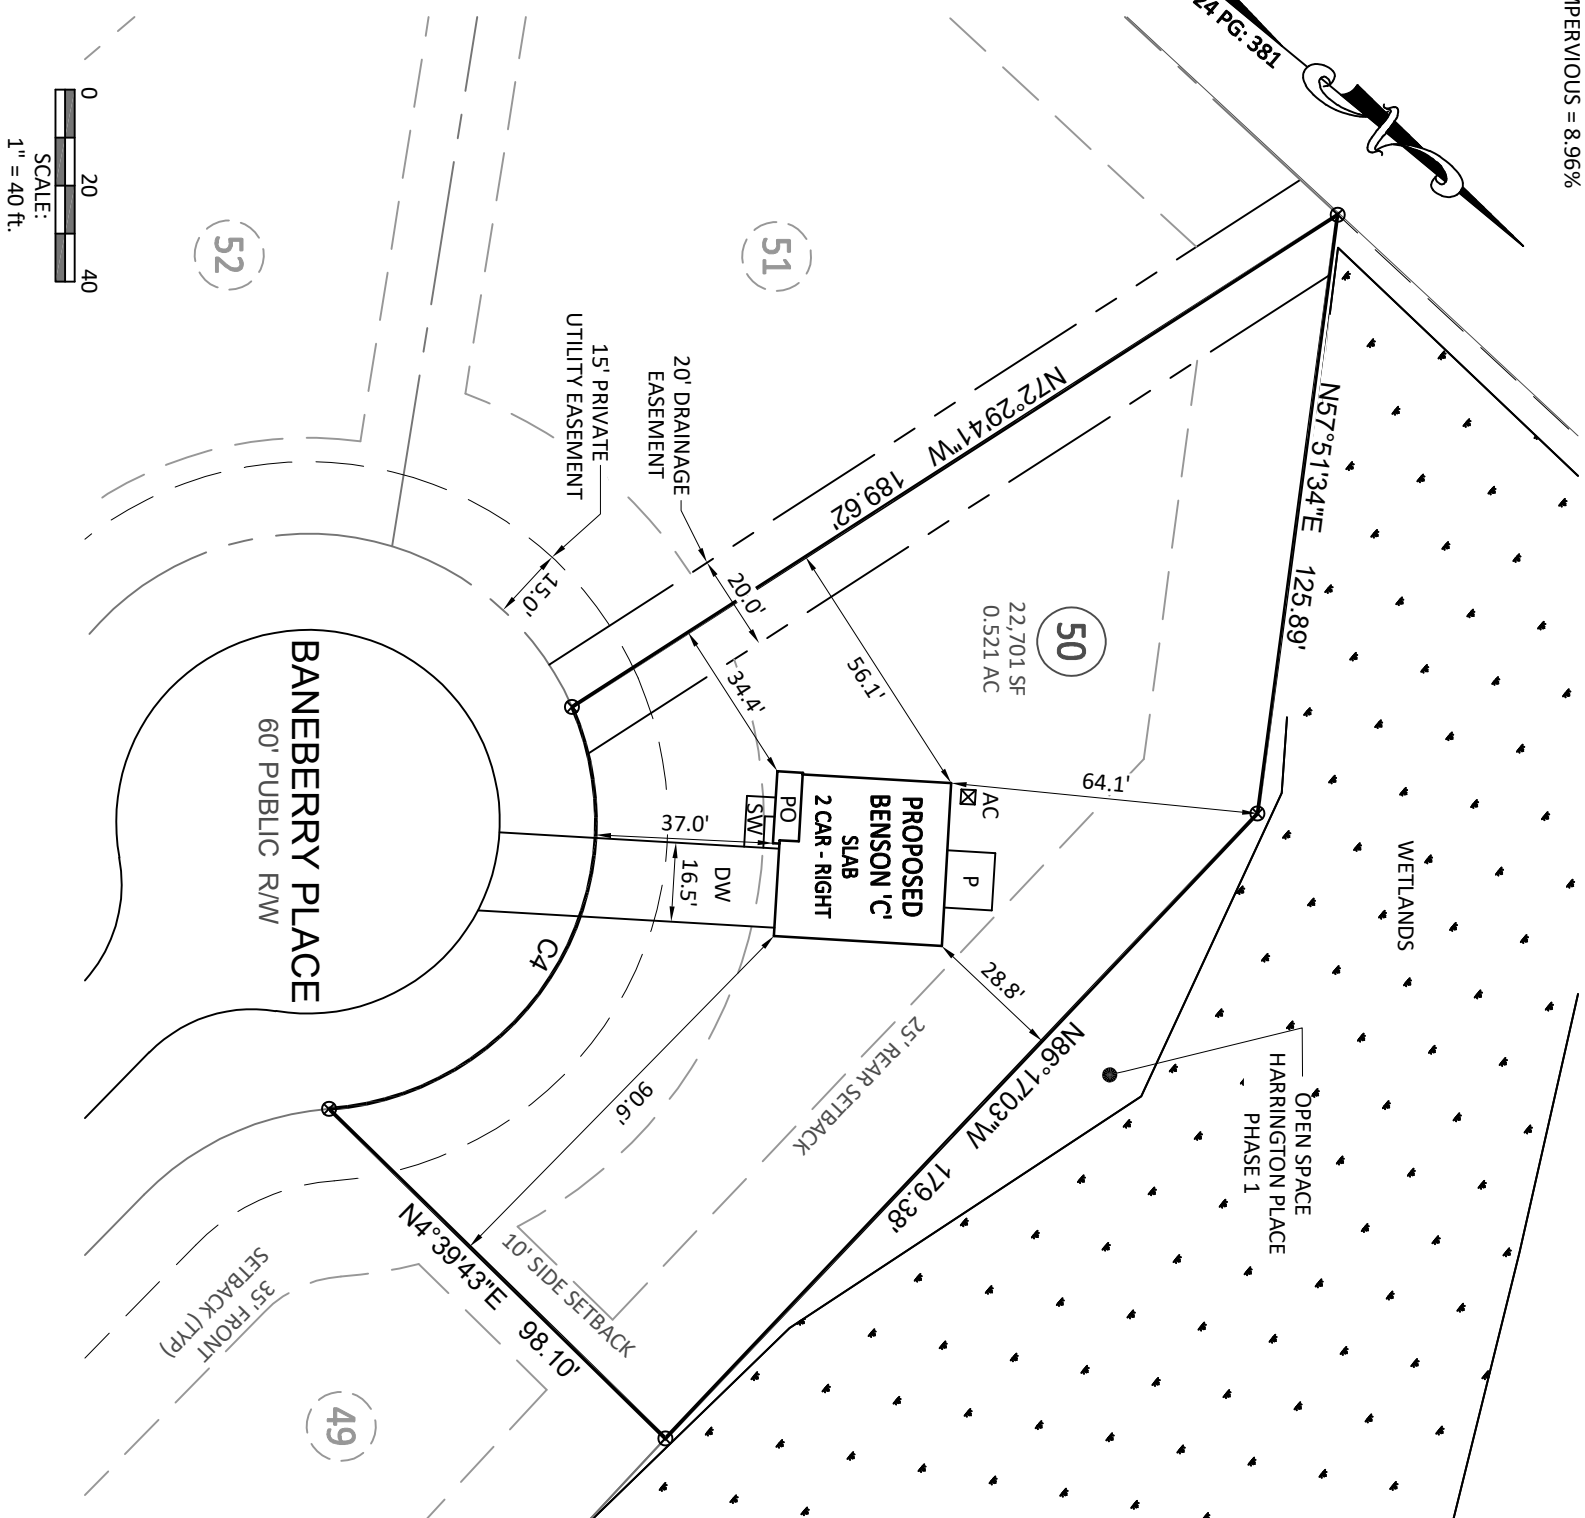 IMPERVIOUS = 8.96%
24 PG: 381
N57°51'34"E 125.89'
N72°29'41"W 189.62'
N86°17'03"W 179.38'
N4°39'43"E 98.10'
C4
WETLANDS
OPEN SPACE
HARRINGTON PLACE
PHASE 1
50
22,701 SF
0.521 AC
51
52
49
20' DRAINAGE
EASEMENT
15' PRIVATE
UTILITY EASEMENT
20.0'
15.0'
34.4'
56.1'
64.1'
28.8'
90.6'
37.0'
16.5'
AC
P
PO
SW
DW
PROPOSED
BENSON 'C'
SLAB
2 CAR - RIGHT
25' REAR SETBACK
10' SIDE SETBACK
35' FRONT
SETBACK (TYP)
BANEBERRY PLACE
60' PUBLIC R/W
0 20 40
SCALE:
1" = 40 ft.